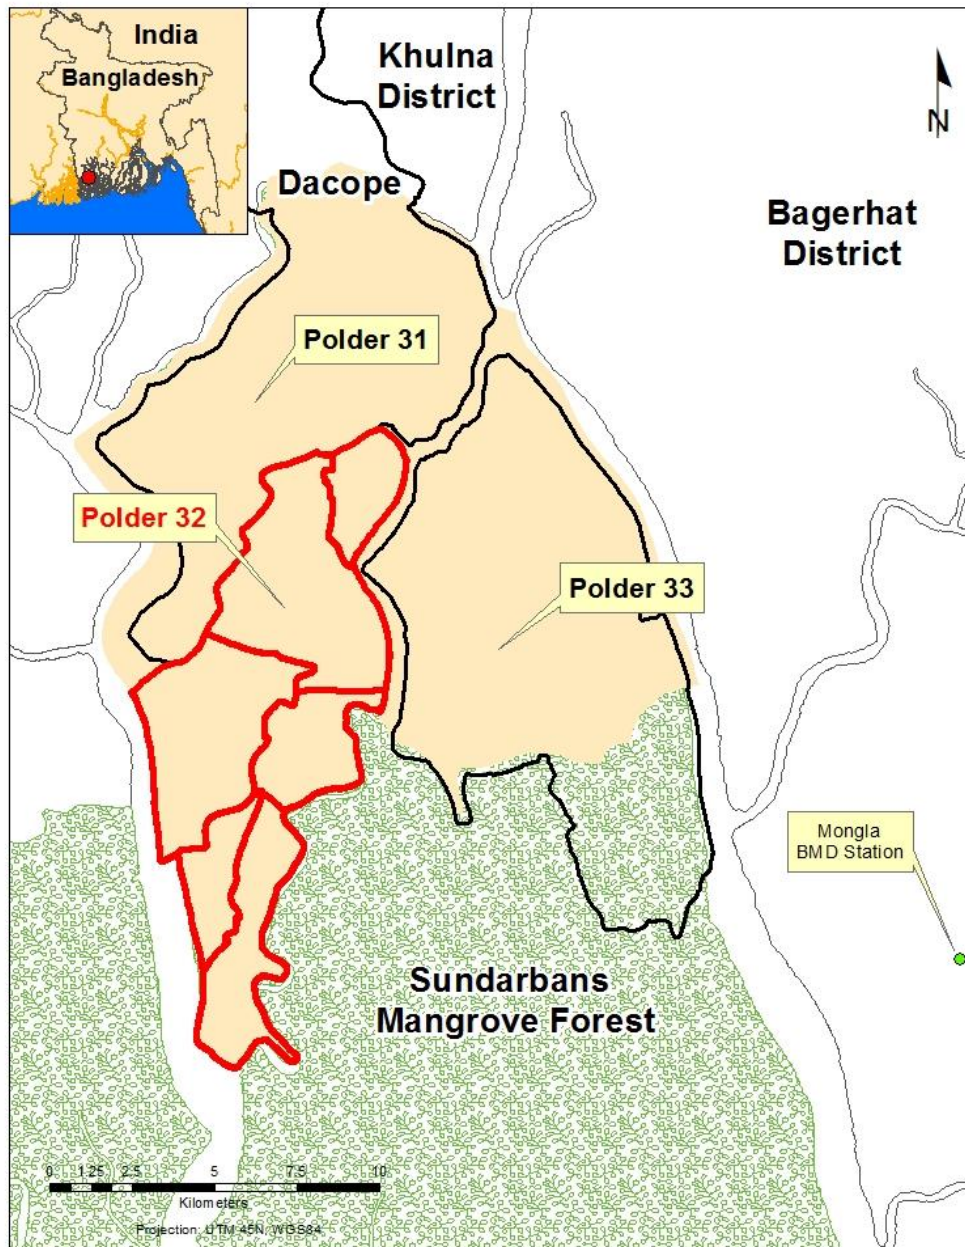 India
Bangladesh
Khulna
District
N
Dacope
Bagerhat
District
Polder 31
Polder 32
Polder 33
Mongla
BMD Station
Sundarbans
Mangrove Forest
0 1.25 2.5 5 7.5 10
Kilometers
Projection: UTM 45N, WGS84